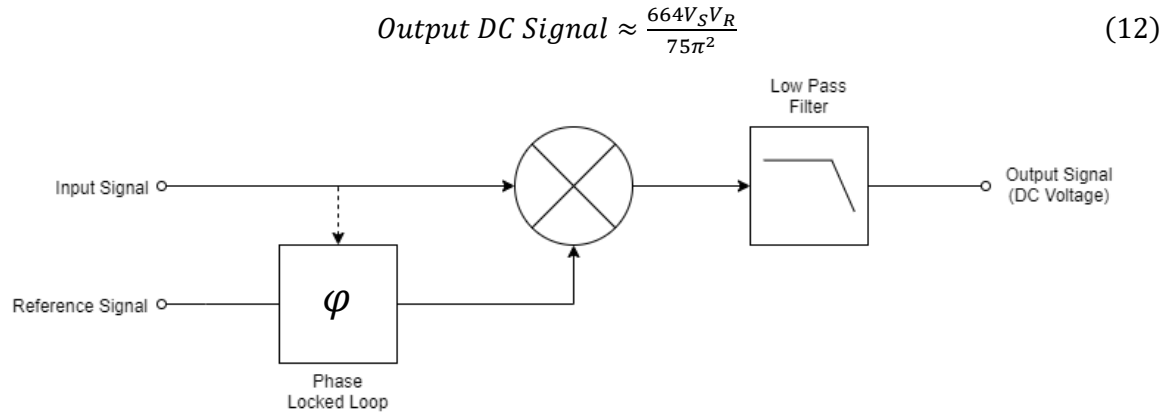 Output DC Signal ≈ 664V_SV_R / 75π² (12)
Low Pass
Filter
Input Signal
Output Signal
(DC Voltage)
Reference Signal
φ
Phase
Locked Loop